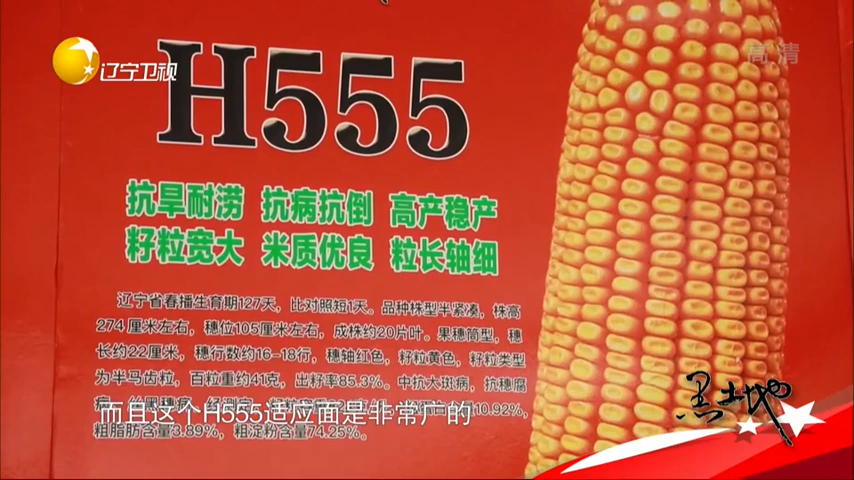 辽宁卫视
高清
H555
抗旱耐涝 抗病抗倒 高产稳产
籽粒宽大 米质优良 粒长轴细
辽宁省春播生育期127天，比对照短1天。品种株型半紧凑，株高
274厘米左右，穗位105厘米左右，成株约20片叶。果穗筒型，穗
长约22厘米，穗行数约16-18行，穗轴红色，籽粒黄色，籽粒类型
为半马齿粒，百粒重约41克，出籽率85.3%。中抗大斑病，抗穗腐
10.92%，
而且这个H555适应面是非常广的
粗脂肪含量3.89%，粗淀粉含量74.25%。
黑土地